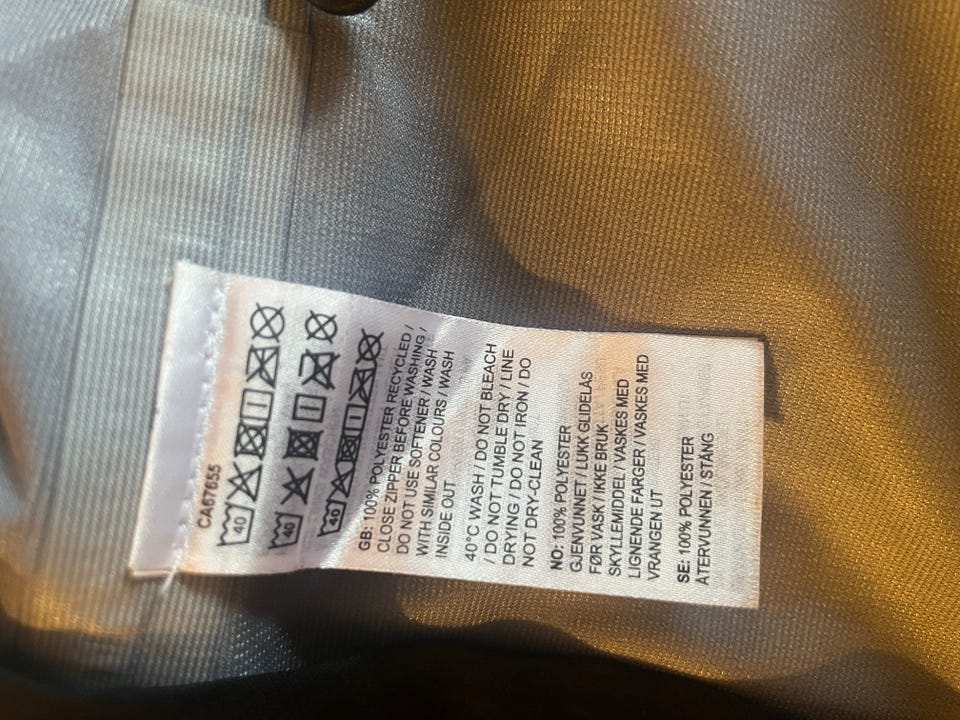 CA67655
40
40
40
GB: 100% POLYESTER RECYCLED /
CLOSE ZIPPER BEFORE WASHING /
DO NOT USE SOFTENER / WASH
WITH SIMILAR COLOURS / WASH
INSIDE OUT
40°C WASH / DO NOT BLEACH
/ DO NOT TUMBLE DRY / LINE
DRYING / DO NOT IRON / DO
NOT DRY-CLEAN
NO: 100% POLYESTER
GJENVUNNET / LUKK GLIDELÅS
FØR VASK / IKKE BRUK
SKYLLEMIDDEL / VASKES MED
LIGNENDE FARGER / VASKES MED
VRANGEN UT
SE: 100% POLYESTER
ÅTERVUNNEN / STÄNG